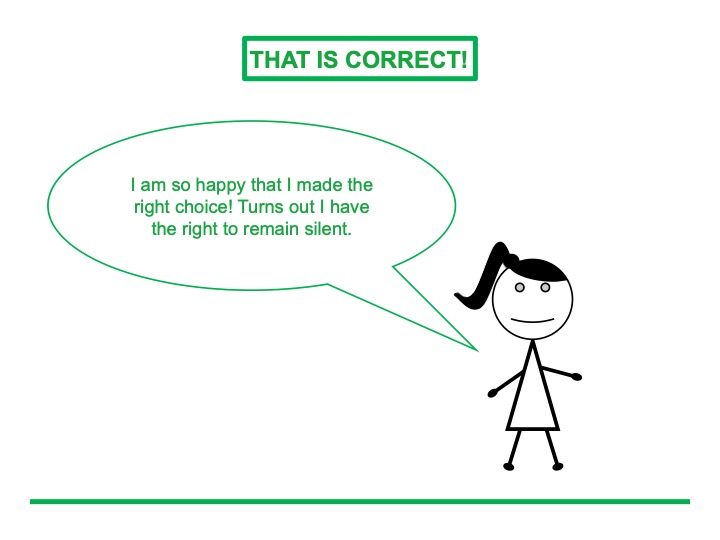 THAT IS CORRECT!
I am so happy that I made the
right choice! Turns out I have
the right to remain silent.